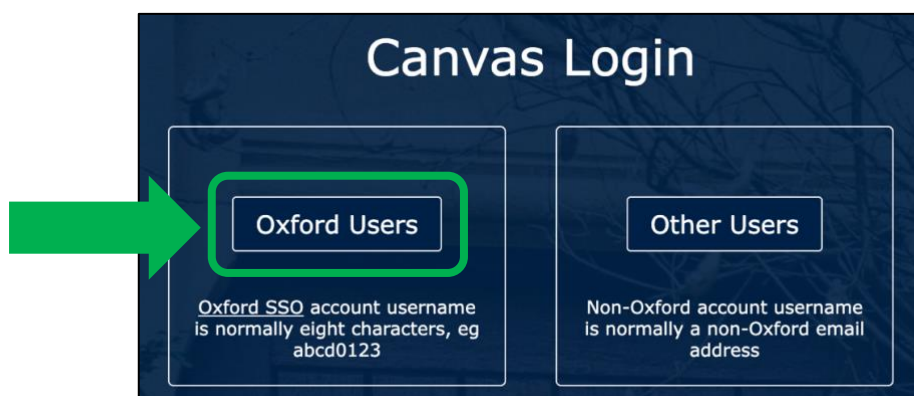 Canvas Login
Oxford Users
Oxford SSO account username
is normally eight characters, eg
abcd0123
Other Users
Non-Oxford account username
is normally a non-Oxford email
address